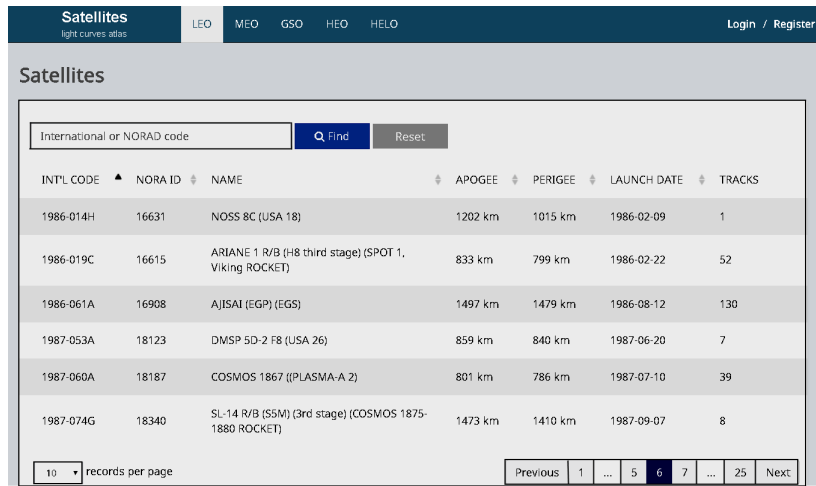 Satellites
light curves atlas
LEO MEO GSO HEO HELO
Login / Register
Satellites
International or NORAD code Find Reset
INT'L CODE NORA ID NAME APOGEE PERIGEE LAUNCH DATE TRACKS
1986-014H 16631 NOSS 8C (USA 18) 1202 km 1015 km 1986-02-09 1
1986-019C 16615 ARIANE 1 R/B (H8 third stage) (SPOT 1, Viking ROCKET) 833 km 799 km 1986-02-22 52
1986-061A 16908 AJISAI (EGP) (EGS) 1497 km 1479 km 1986-08-12 130
1987-053A 18123 DMSP 5D-2 F8 (USA 26) 859 km 840 km 1987-06-20 7
1987-060A 18187 COSMOS 1867 ((PLASMA-A 2) 801 km 786 km 1987-07-10 39
1987-074G 18340 SL-14 R/B (S5M) (3rd stage) (COSMOS 1875-1880 ROCKET) 1473 km 1410 km 1987-09-07 8
10 records per page Previous 1 ... 5 6 7 ... 25 Next